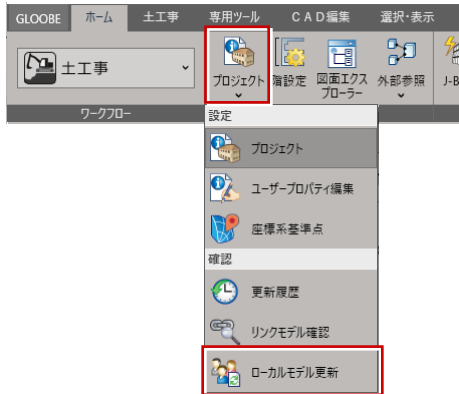 GLOOBE ホーム 土工事 専用ツール CAD編集 選択・表示
土工事
プロジェクト
階設定
図面エクス
プローラー
外部参照
J-B
ワークフロー
設定
プロジェクト
ユーザープロパティ編集
座標系基準点
確認
更新履歴
リンクモデル確認
ローカルモデル更新